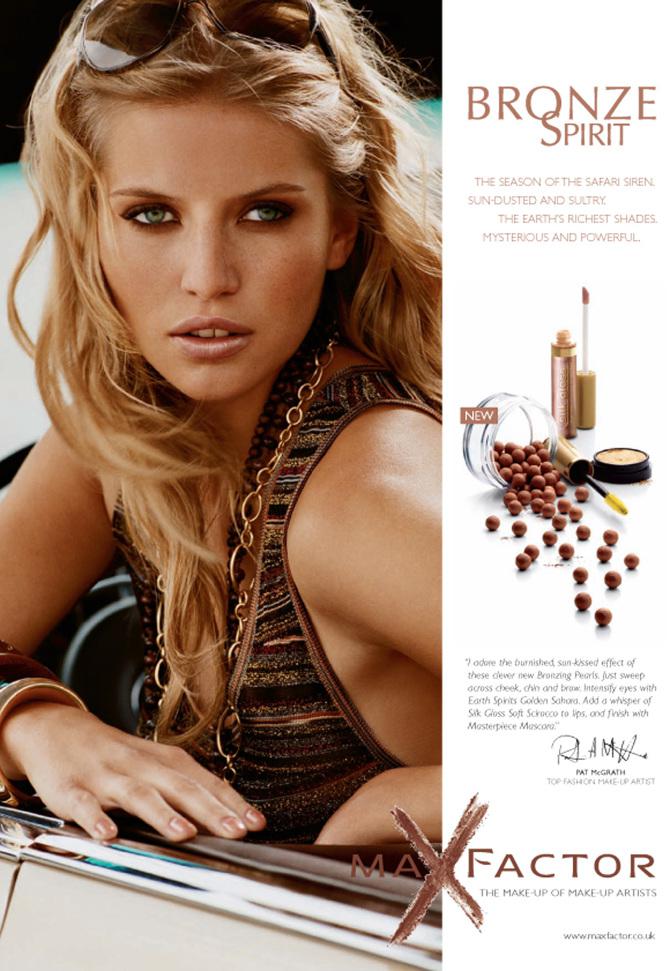 BRONZE
SPIRIT
THE SEASON OF THE SAFARI SIREN.
SUN-DUSTED AND SULTRY.
THE EARTH'S RICHEST SHADES.
MYSTERIOUS AND POWERFUL.
NEW
"I adore the burnished, sun-kissed effect of
these clever new Bronzing Pearls. Just sweep
across cheek, chin and brow. Intensify eyes with
Earth Spirits Golden Sahara. Add a whisper of
Silk Gloss Soft Scirocco to lips, and finish with
Masterpiece Mascara."
PAT McGRATH
TOP FASHION MAKE-UP ARTIST
MAXFACTOR
THE MAKE-UP OF MAKE-UP ARTISTS
www.maxfactor.co.uk